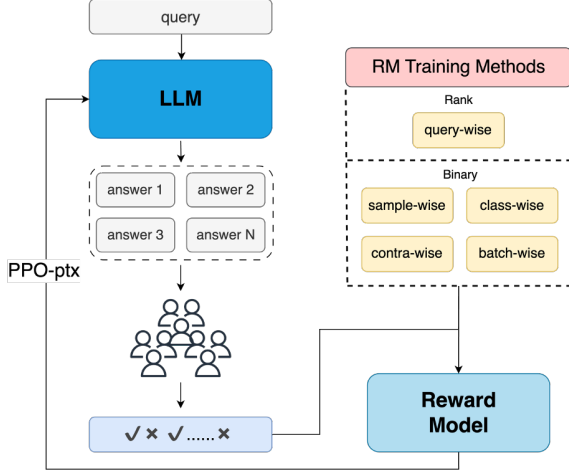 query
LLM
answer 1
answer 2
answer 3
answer N
PPO-ptx
✓ × ✓ ...... ×
RM Training Methods
Rank
query-wise
Binary
sample-wise
class-wise
contra-wise
batch-wise
Reward
Model